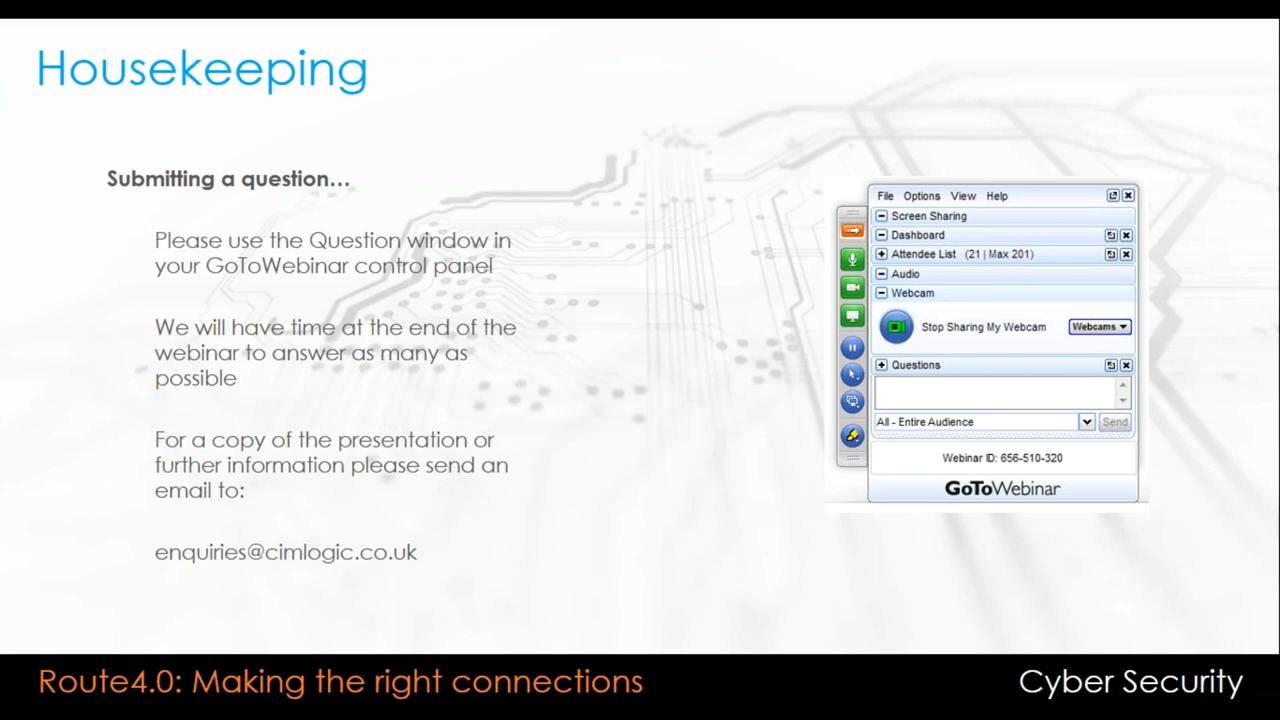 Housekeeping
Submitting a question...
Please use the Question window in
your GoToWebinar control panel
We will have time at the end of the
webinar to answer as many as
possible
For a copy of the presentation or
further information please send an
email to:
enquiries@cimlogic.co.uk
File Options View Help
Screen Sharing
Dashboard
Attendee List (21 | Max 201)
Audio
Webcam
Stop Sharing My Webcam Webcams
Questions
All - Entire Audience Send
Webinar ID: 656-510-320
GoToWebinar
Route4.0: Making the right connections
Cyber Security